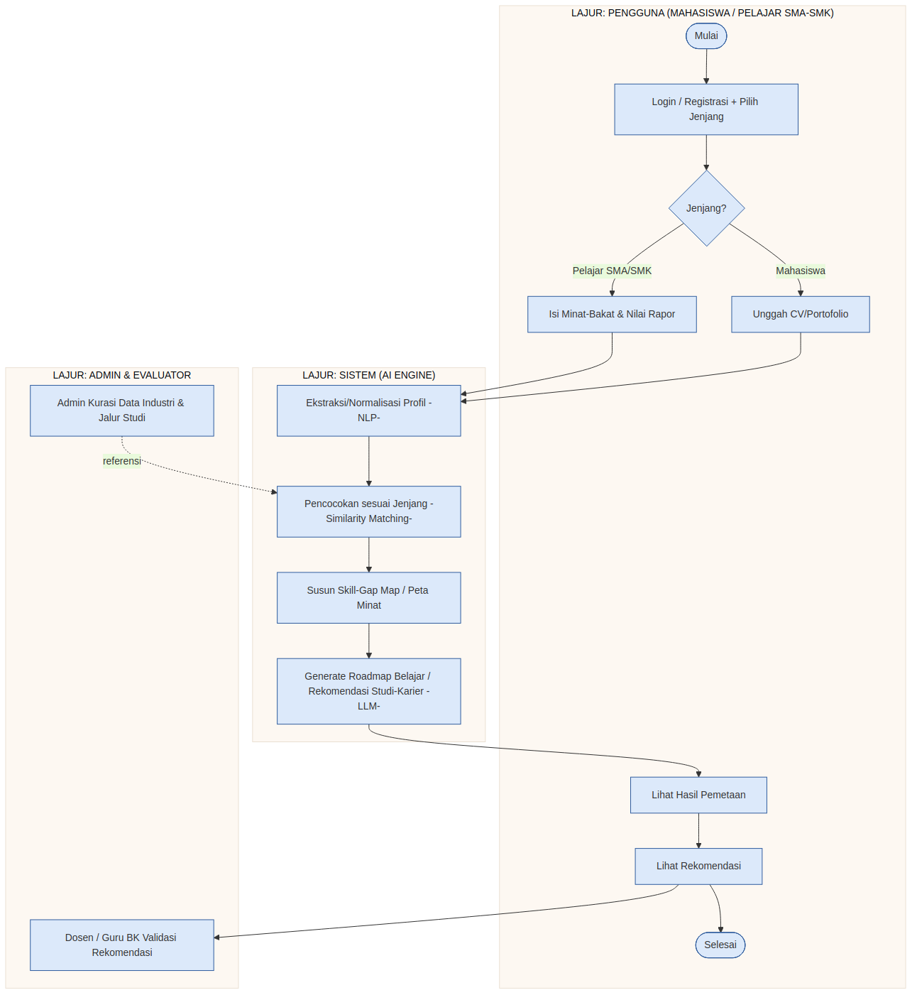 LAJUR: PENGGUNA (MAHASISWA / PELAJAR SMA-SMK)
Mulai
Login / Registrasi + Pilih
Jenjang
Jenjang?
Pelajar SMA/SMK
Mahasiswa
Isi Minat-Bakat & Nilai Rapor
Unggah CV/Portofolio
LAJUR: ADMIN & EVALUATOR
LAJUR: SISTEM (AI ENGINE)
Admin Kurasi Data Industri &
Jalur Studi
Ekstraksi/Normalisasi Profil -
NLP-
referensi
Pencocokan sesuai Jenjang -
Similarity Matching-
Susun Skill-Gap Map / Peta
Minat
Generate Roadmap Belajar /
Rekomendasi Studi-Karier -
LLM-
Lihat Hasil Pemetaan
Lihat Rekomendasi
Dosen / Guru BK Validasi
Rekomendasi
Selesai